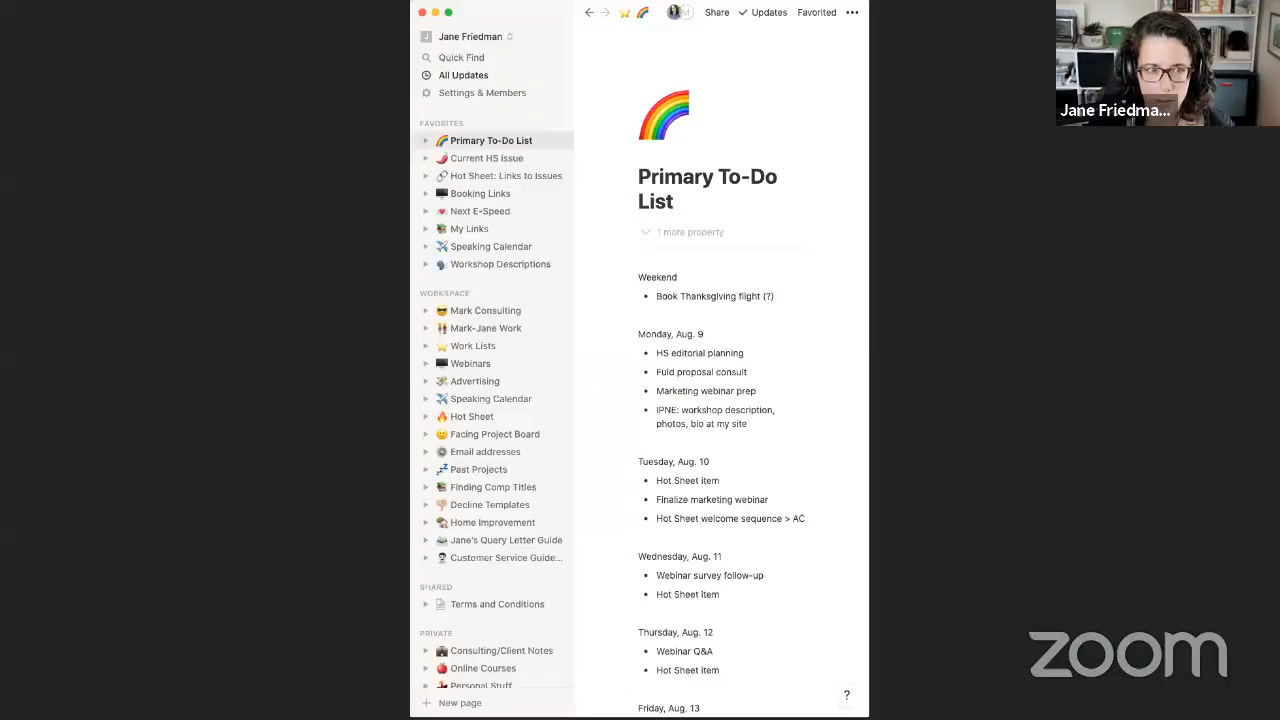 Jane Friedman
Quick Find
All Updates
Settings & Members
FAVORITES
Primary To-Do List
Current HS issue
Hot Sheet: Links to Issues
Booking Links
Next E-Speed
My Links
Speaking Calendar
Workshop Descriptions
WORKSPACE
Mark Consulting
Mark-Jane Work
Work Lists
Webinars
Advertising
Speaking Calendar
Hot Sheet
Facing Project Board
Email addresses
Past Projects
Finding Comp Titles
Decline Templates
Home Improvement
Jane's Query Letter Guide
Customer Service Guide...
SHARED
Terms and Conditions
PRIVATE
Consulting/Client Notes
Online Courses
Personal Stuff
New page
Share Updates Favorited
Primary To-Do
List
1 more property
Weekend
Book Thanksgiving flight (?)
Monday, Aug. 9
HS editorial planning
Fuld proposal consult
Marketing webinar prep
IPNE: workshop description,
photos, bio at my site
Tuesday, Aug. 10
Hot Sheet item
Finalize marketing webinar
Hot Sheet welcome sequence > AC
Wednesday, Aug. 11
Webinar survey follow-up
Hot Sheet item
Thursday, Aug. 12
Webinar Q&A
Hot Sheet item
Friday, Aug. 13
?
Jane Friedma...
zoom